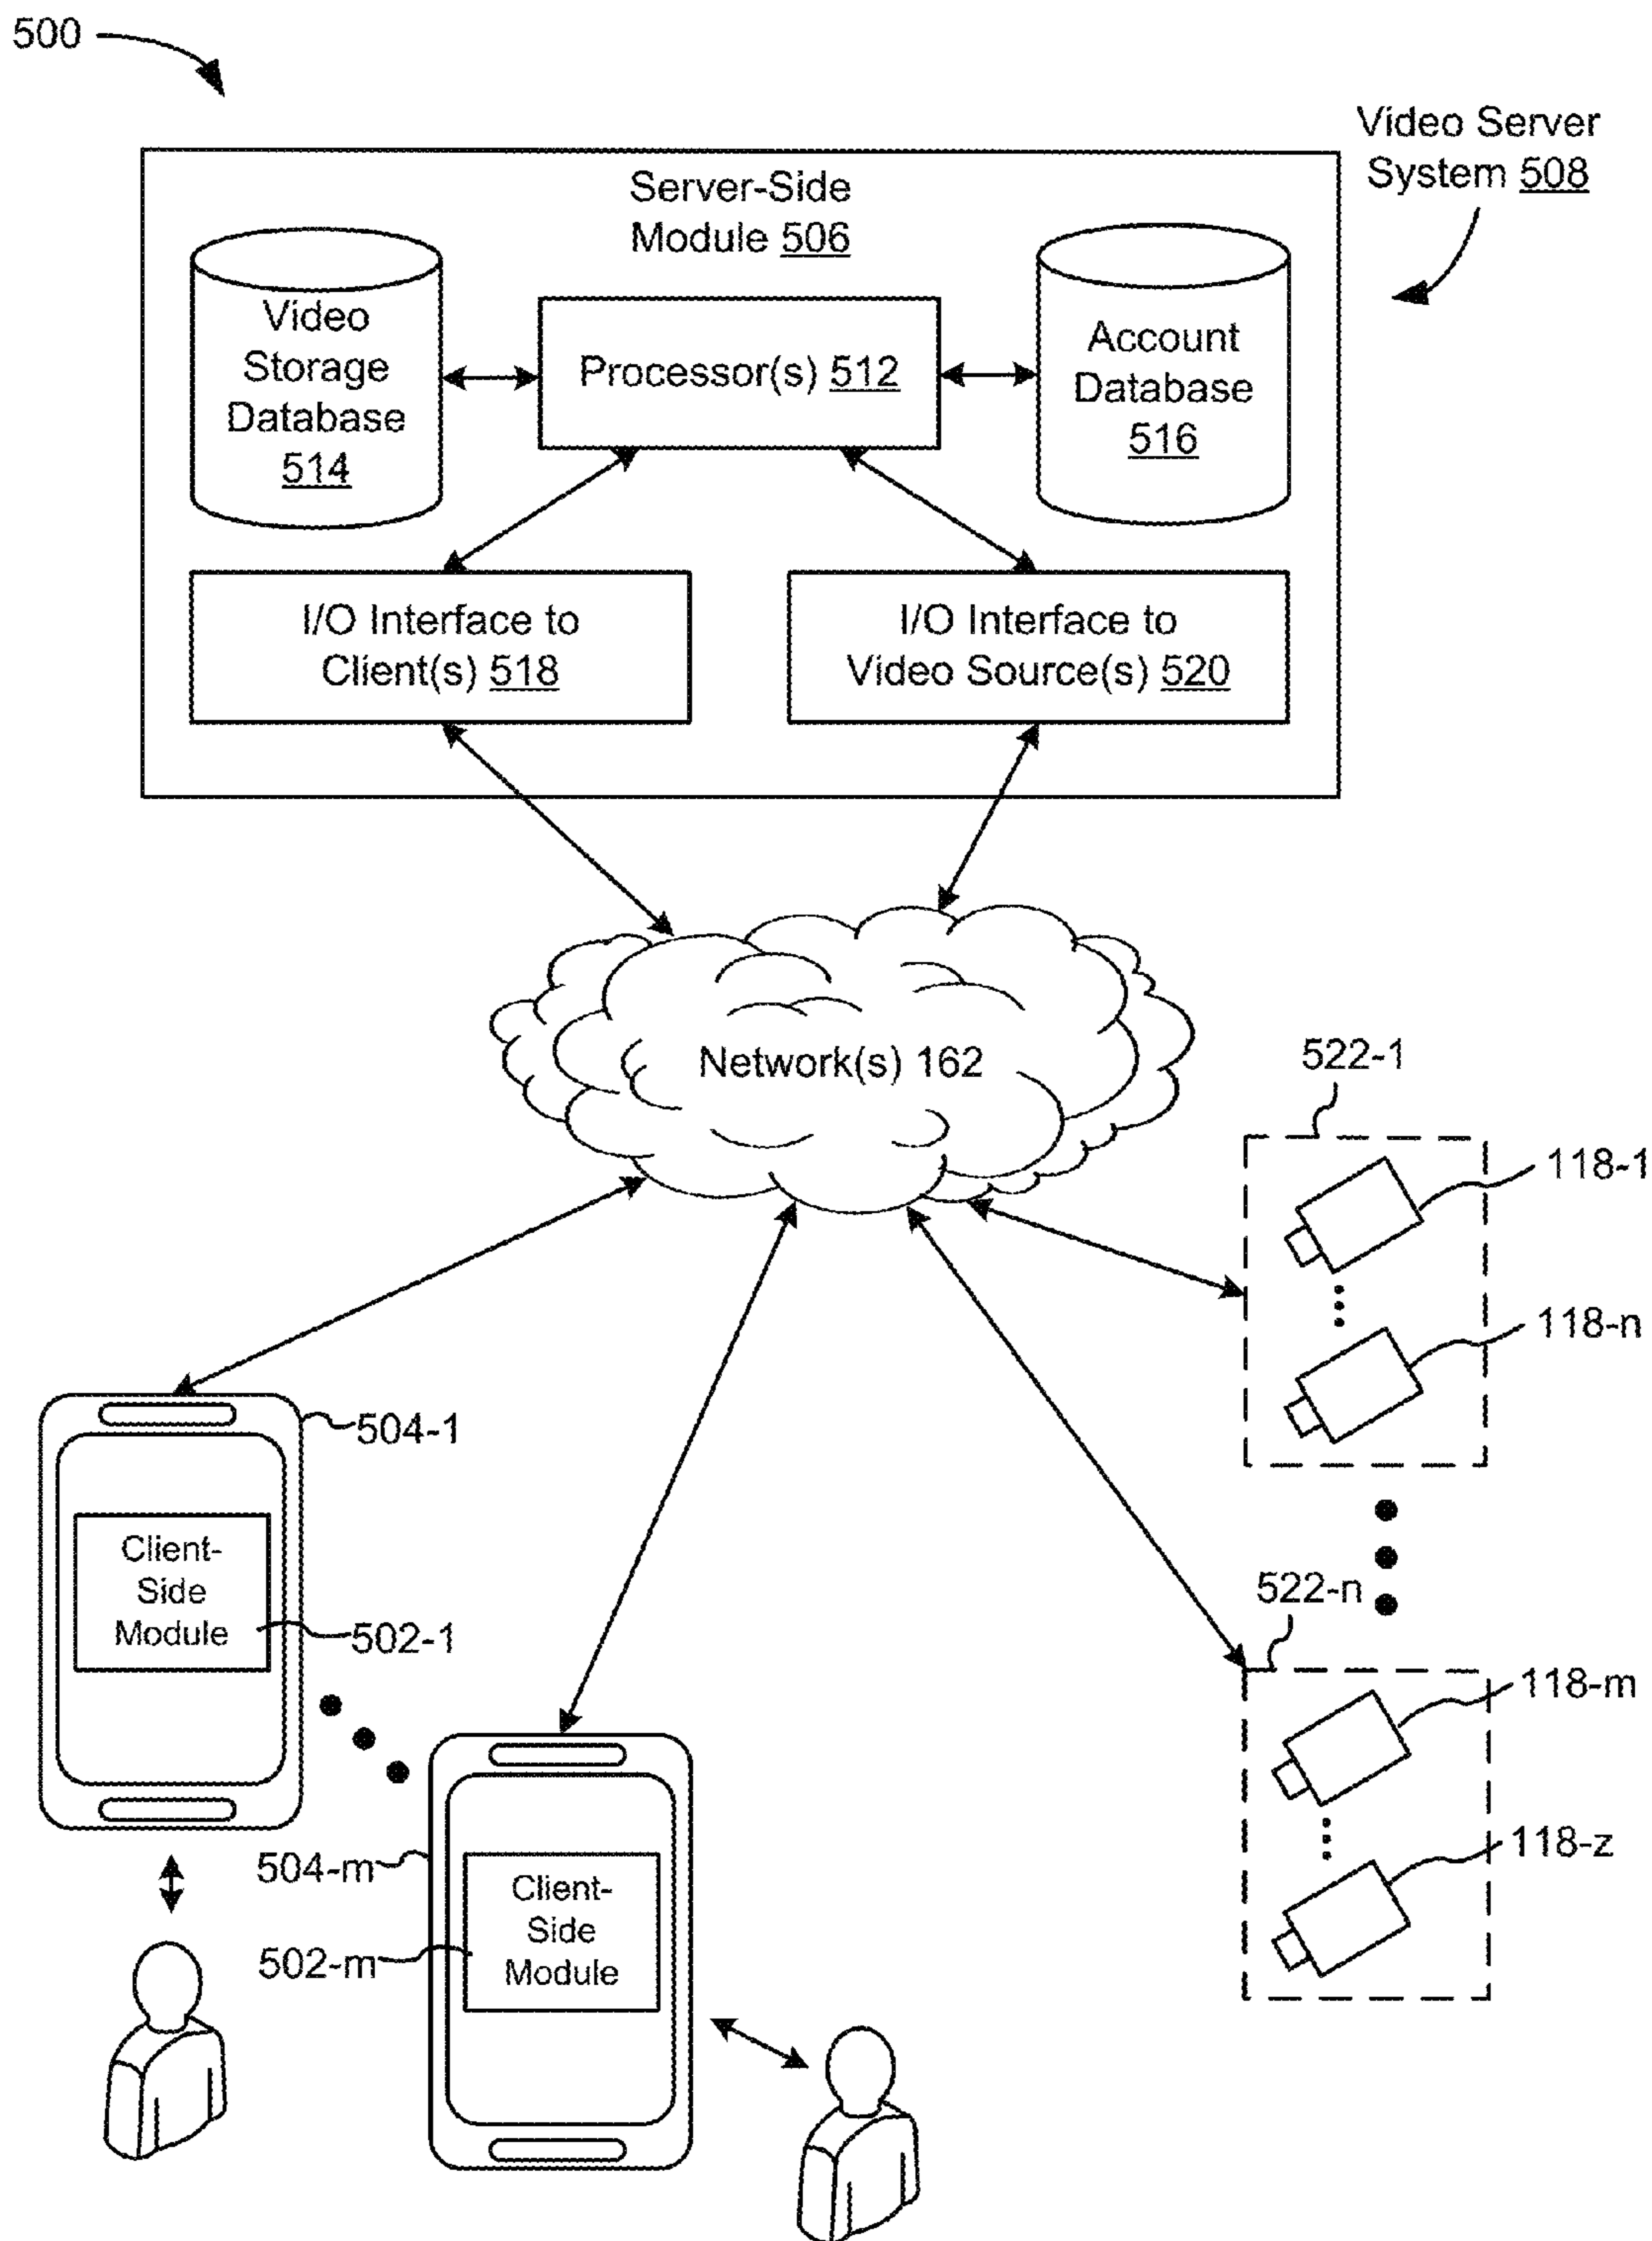 500
Video Server
System 508
Server-Side
Module 506
Video
Storage
Database
514
Processor(s) 512
Account
Database
516
I/O Interface to
Client(s) 518
I/O Interface to
Video Source(s) 520
Network(s) 162
522-1
118-1
118-n
504-1
Client-
Side
Module
502-1
522-n
118-m
118-z
504-m
Client-
Side
Module
502-m